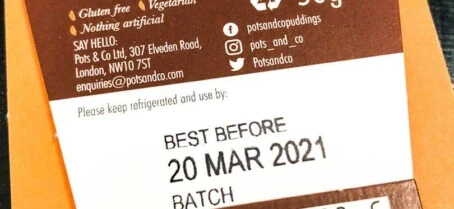 Gluten free Vegetarian
Nothing artificial
SAY HELLO:
Pots & Co Ltd, 307 Elveden Road,
London, NW10 7ST
enquiries@potsandco.com
potsandcopuddings
pots_and_co
Potsandco
Please keep refrigerated and use by:
BEST BEFORE
20 MAR 2021
BATCH